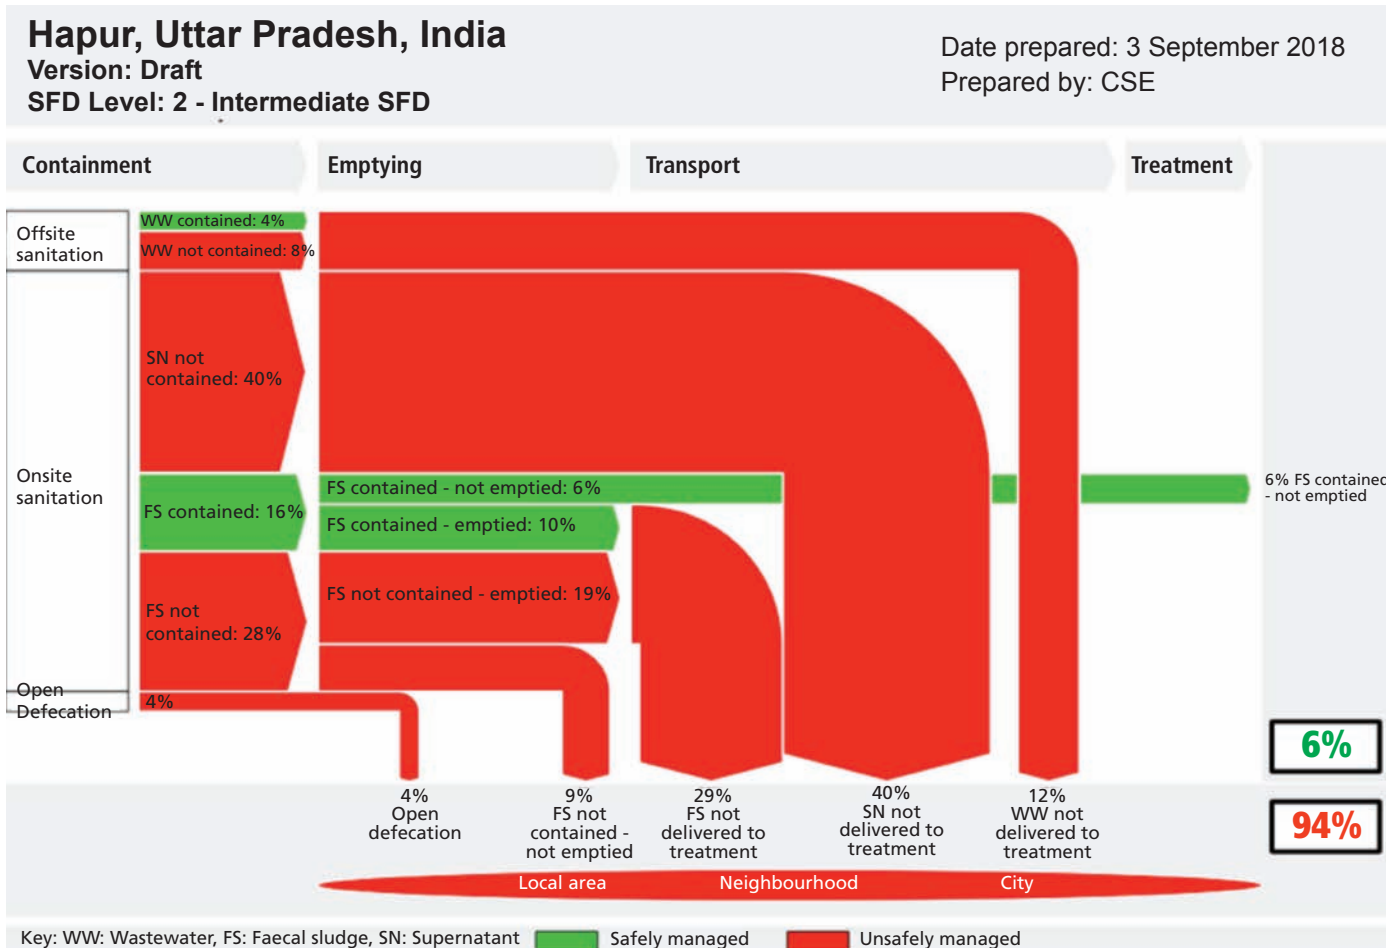 Hapur, Uttar Pradesh, India
Version: Draft
SFD Level: 2 - Intermediate SFD
Date prepared: 3 September 2018
Prepared by: CSE
Containment
Emptying
Transport
Treatment
Offsite
sanitation
WW contained: 4%
WW not contained: 8%
SN not
contained: 40%
Onsite
sanitation
FS contained: 16%
FS contained - not emptied: 6%
FS contained - emptied: 10%
6% FS contained
- not emptied
FS not contained - emptied: 19%
FS not
contained: 28%
Open
Defecation
4%
6%
94%
4%
Open
defecation
9%
FS not
contained -
not emptied
29%
FS not
delivered to
treatment
40%
SN not
delivered to
treatment
12%
WW not
delivered to
treatment
Local area
Neighbourhood
City
Key: WW: Wastewater, FS: Faecal sludge, SN: Supernatant
Safely managed
Unsafely managed